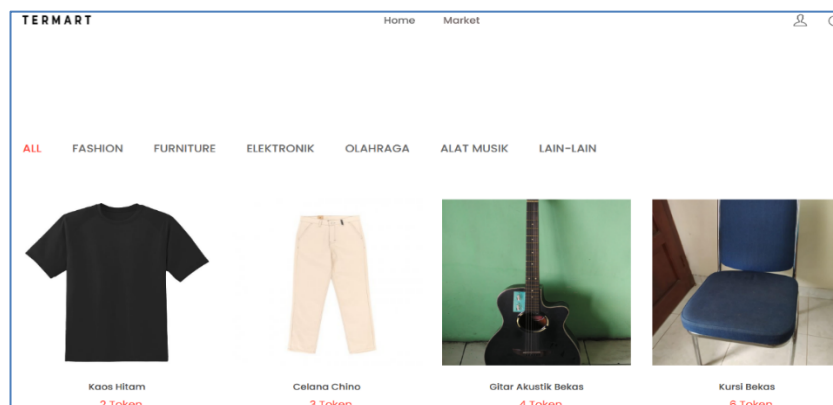 TERMART Home Market
ALL FASHION FURNITURE ELEKTRONIK OLAHRAGA ALAT MUSIK LAIN-LAIN
Kaos Hitam Celana Chino Gitar Akustik Bekas Kursi Bekas
2 Token 3 Token 4 Token 5 Token